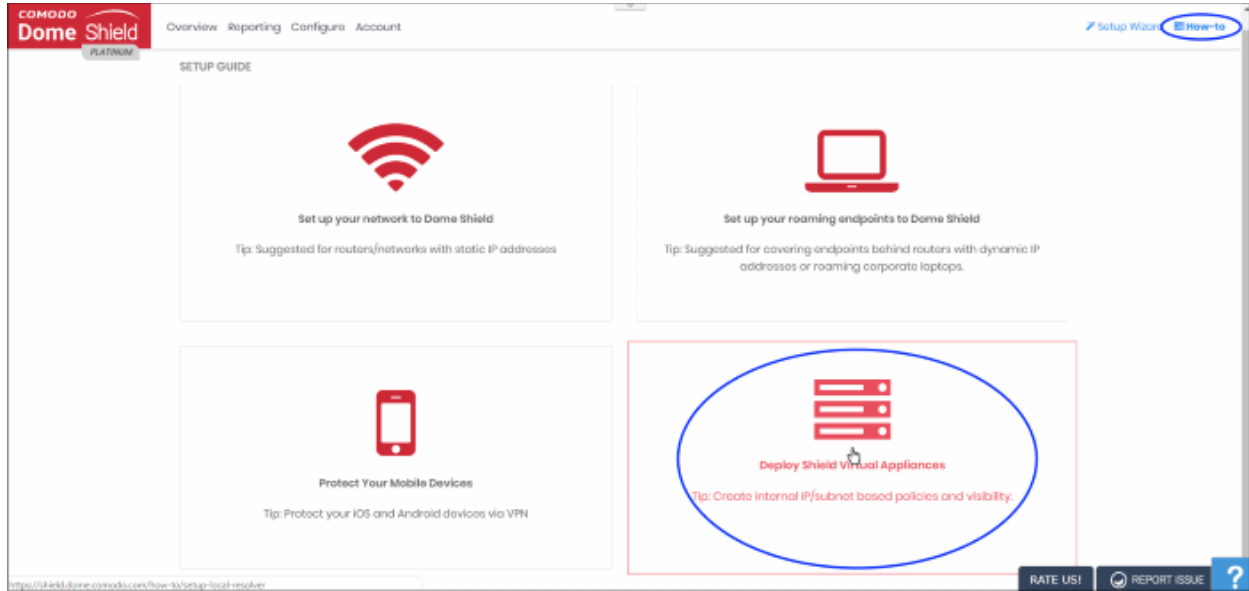 COMODO
Dome Shield
PLATINUM
Overview Reporting Configure Account
Setup Wizard How-to
SETUP GUIDE
Set up your network to Dome Shield
Tip: Suggested for routers/networks with static IP addresses
Set up your roaming endpoints to Dome Shield
Tip: Suggested for covering endpoints behind routers with dynamic IP
addresses or roaming corporate laptops.
Protect Your Mobile Devices
Tip: Protect your iOS and Android devices via VPN
Deploy Shield Virtual Appliances
Tip: Create internal IP/subnet based policies and visibility.
https://shield.dome.comodo.com/how-to/setup-local-resolver
RATE US!
REPORT ISSUE
?